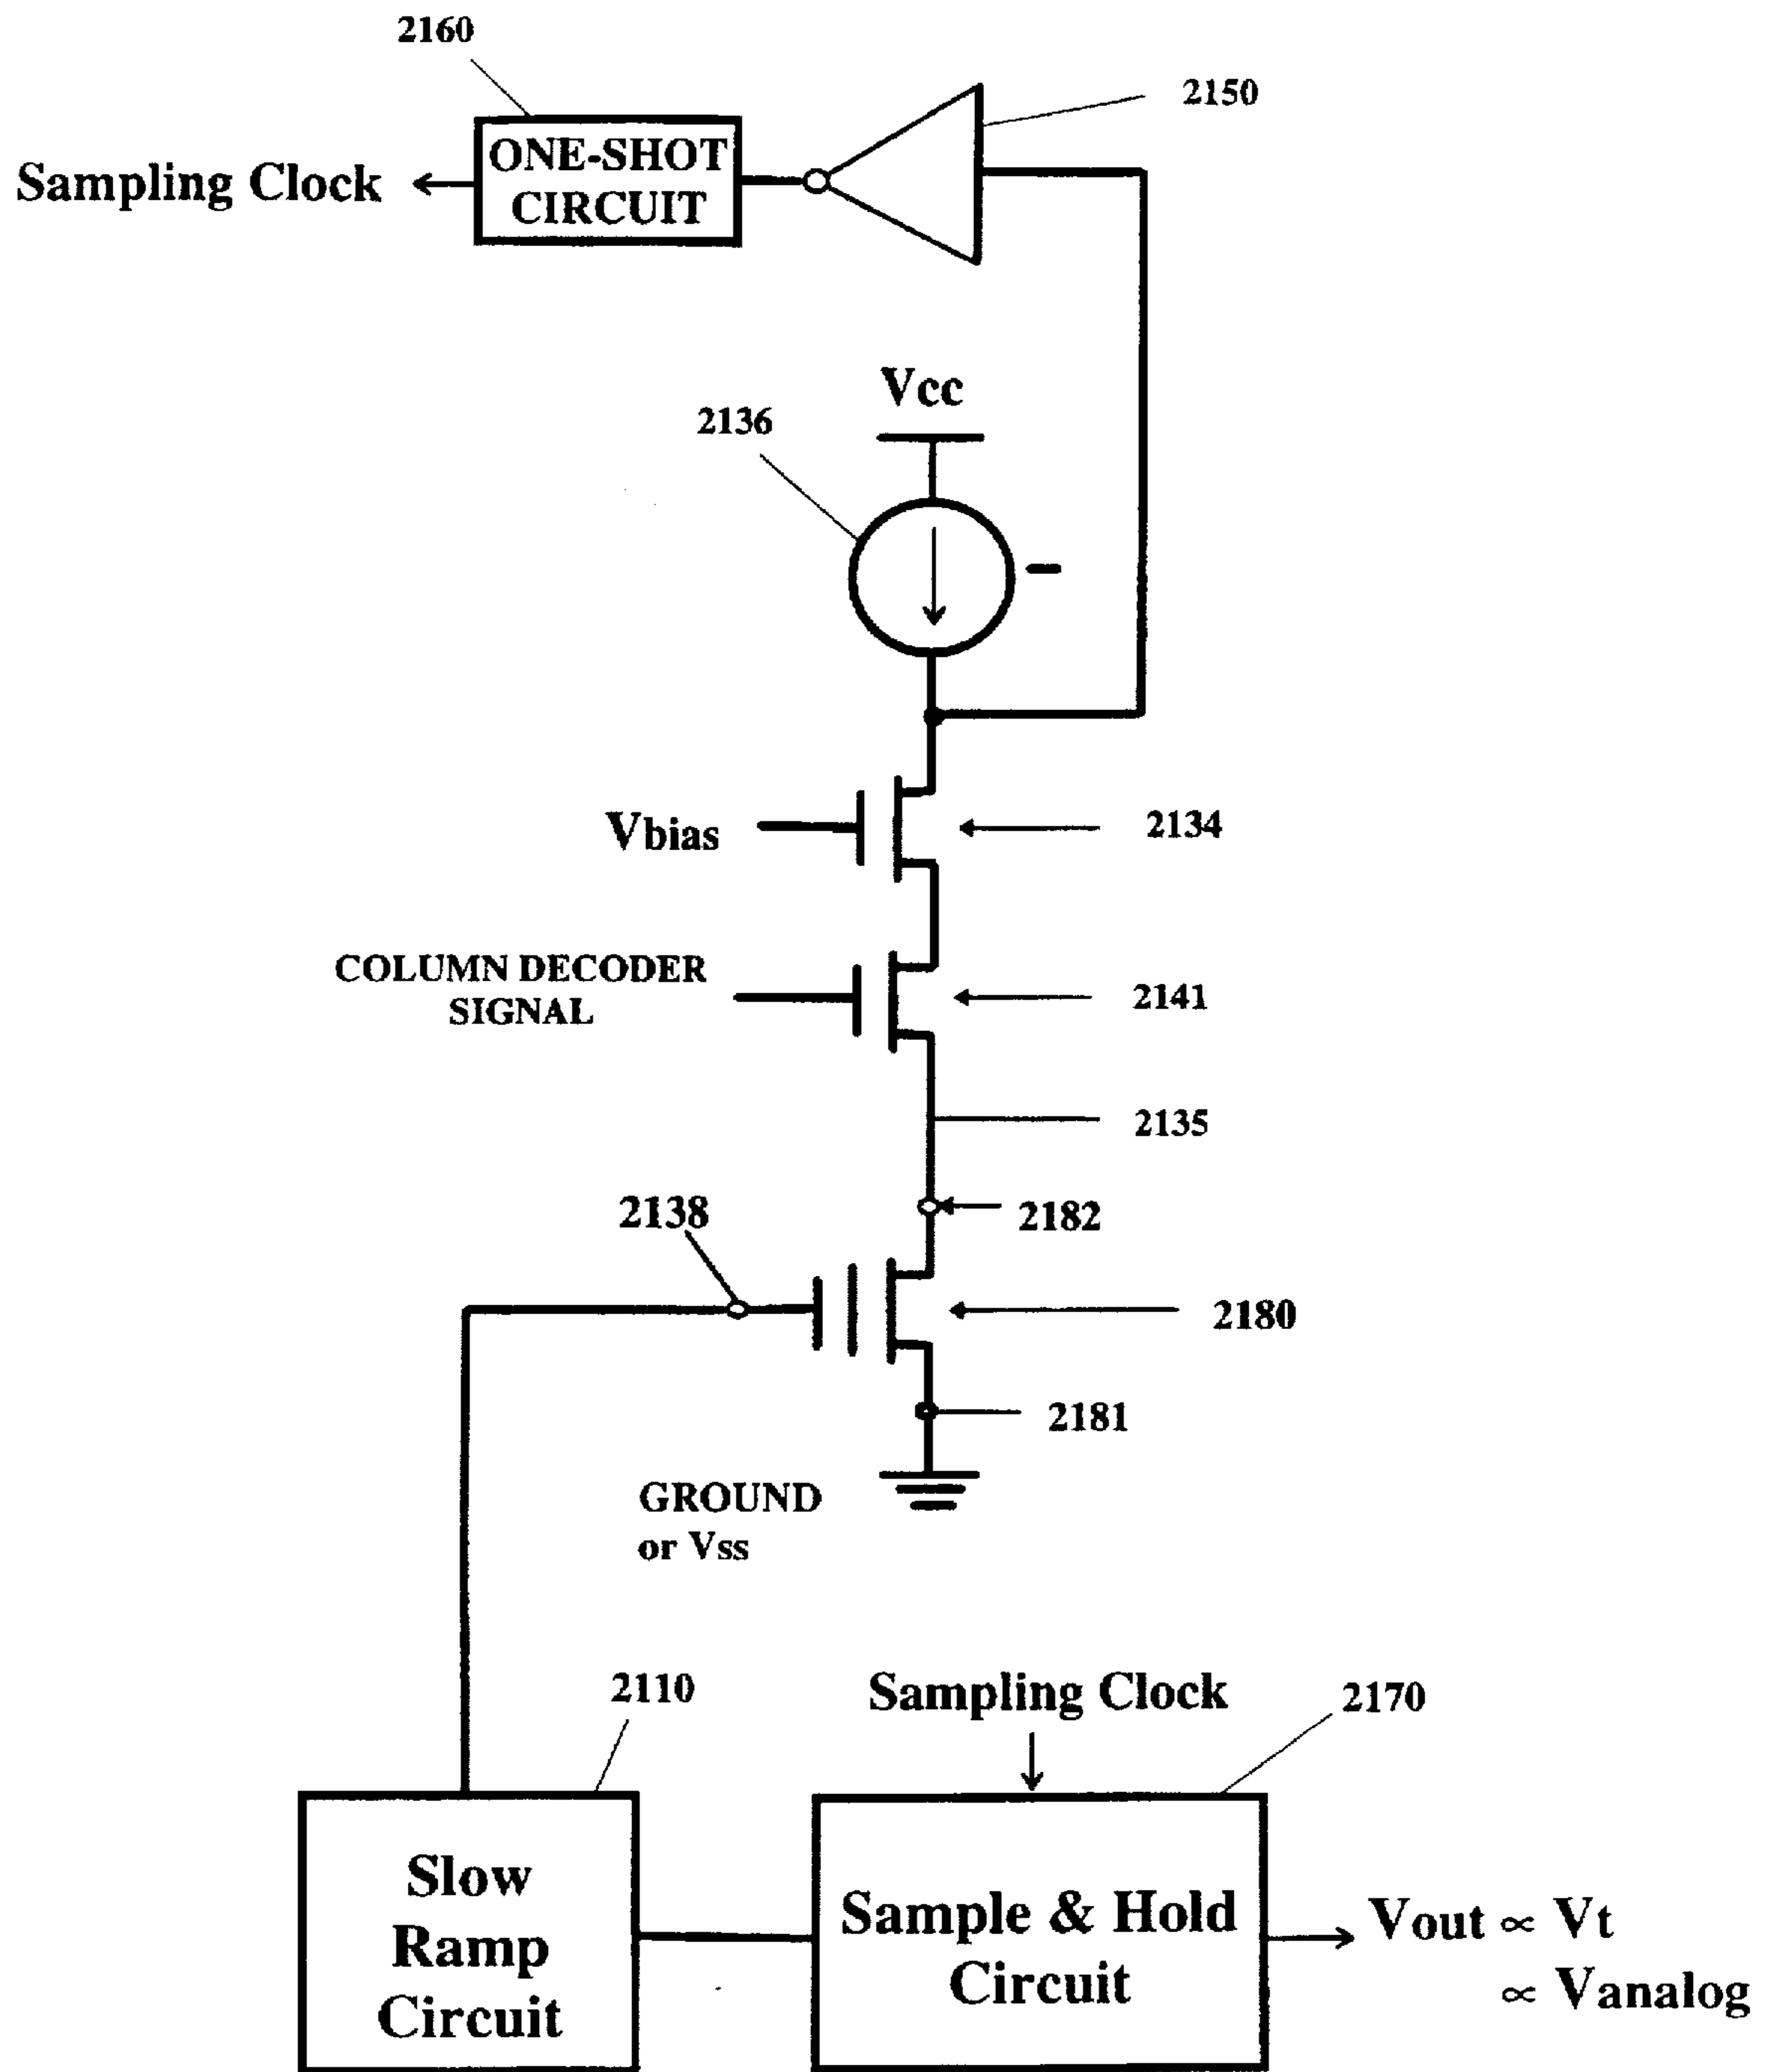 2160
2150
ONE-SHOT
CIRCUIT
Sampling Clock
Vcc
2136
Vbias
2134
COLUMN DECODER
SIGNAL
2141
2135
2138
2182
2180
2181
GROUND
or Vss
2110
Sampling Clock
2170
Slow
Ramp
Circuit
Sample & Hold
Circuit
Vout ∝ Vt
∝ Vanalog